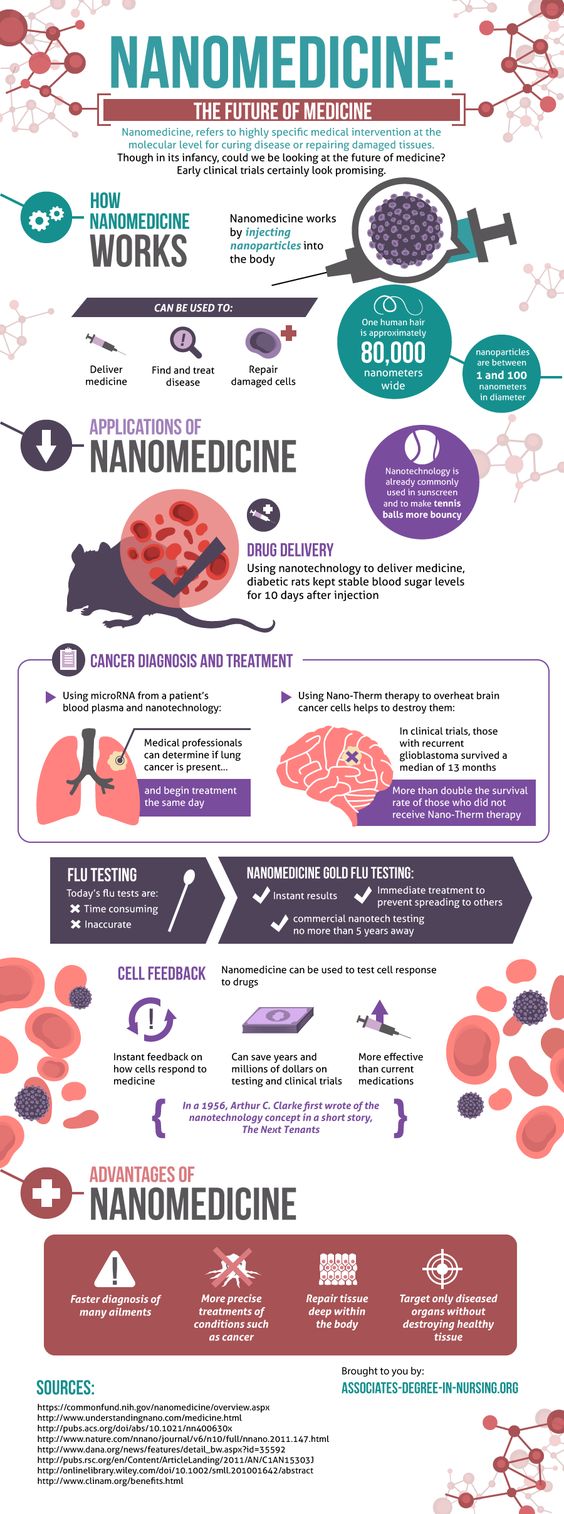 NANOMEDICINE:
THE FUTURE OF MEDICINE
Nanomedicine, refers to highly specific medical intervention at the
molecular level for curing disease or repairing damaged tissues.
Though in its infancy, could we be looking at the future of medicine?
Early clinical trials certainly look promising.
HOW
NANOMEDICINE
WORKS
Nanomedicine works
by injecting
nanoparticles into
the body
CAN BE USED TO:
Deliver
medicine
Find and treat
disease
Repair
damaged cells
One human hair
is approximately
80,000
nanometers
wide
nanoparticles
are between
1 and 100
nanometers
in diameter
APPLICATIONS OF
NANOMEDICINE
Nanotechnology is
already commonly
used in sunscreen
and to make tennis
balls more bouncy
DRUG DELIVERY
Using nanotechnology to deliver medicine,
diabetic rats kept stable blood sugar levels
for 10 days after injection
CANCER DIAGNOSIS AND TREATMENT
Using microRNA from a patient's
blood plasma and nanotechnology:
Medical professionals
can determine if lung
cancer is present...
and begin treatment
the same day
Using Nano-Therm therapy to overheat brain
cancer cells helps to destroy them:
In clinical trials, those
with recurrent
glioblastoma survived a
median of 13 months
More than double the survival
rate of those who did not
receive Nano-Therm therapy
FLU TESTING
Today's flu tests are:
Time consuming
Inaccurate
NANOMEDICINE GOLD FLU TESTING:
Instant results
Immediate treatment to
prevent spreading to others
commercial nanotech testing
no more than 5 years away
CELL FEEDBACK
Nanomedicine can be used to test cell response
to drugs
Instant feedback on
how cells respond to
medicine
Can save years and
millions of dollars on
testing and clinical trials
More effective
than current
medications
In a 1956, Arthur C. Clarke first wrote of the
nanotechnology concept in a short story,
The Next Tenants
ADVANTAGES OF
NANOMEDICINE
Faster diagnosis of
many ailments
More precise
treatments of
conditions such
as cancer
Repair tissue
deep within
the body
Target only diseased
organs without
destroying healthy
tissue
SOURCES:
https://commonfund.nih.gov/nanomedicine/overview.aspx
http://www.understandingnano.com/medicine.html
http://pubs.acs.org/doi/abs/10.1021/nn400630x
http://www.nature.com/nnano/journal/v6/n10/full/nnano.2011.147.html
http://www.dana.org/news/features/detail_bw.aspx?id=35592
http://pubs.rsc.org/en/Content/ArticleLanding/2011/AN/C1AN15303J
http://onlinelibrary.wiley.com/doi/10.1002/smll.201001642/abstract
http://www.clinam.org/benefits.html
Brought to you by:
ASSOCIATES-DEGREE-IN-NURSING.ORG